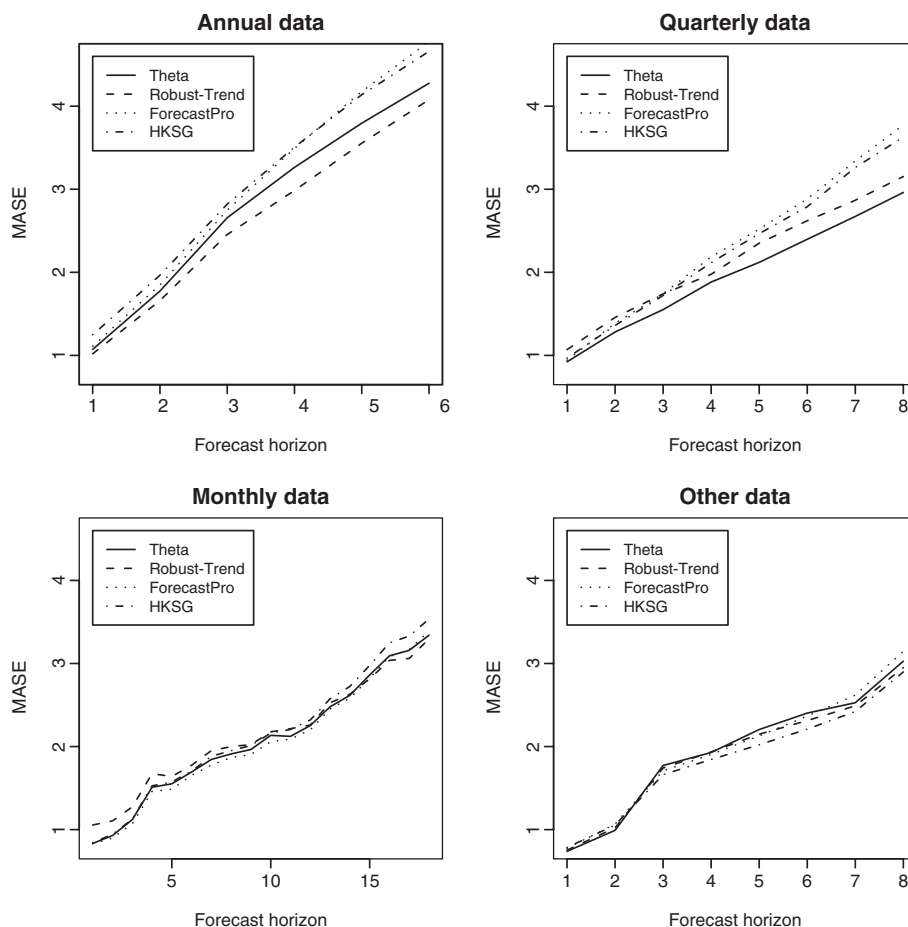 Annual data
Theta
Robust-Trend
ForecastPro
HKSG
MASE
1
2
3
4
1 2 3 4 5 6
Forecast horizon
Quarterly data
Theta
Robust-Trend
ForecastPro
HKSG
MASE
1
2
3
4
1 2 3 4 5 6 7 8
Forecast horizon
Monthly data
Theta
Robust-Trend
ForecastPro
HKSG
MASE
1
2
3
4
5 10 15
Forecast horizon
Other data
Theta
Robust-Trend
ForecastPro
HKSG
MASE
1
2
3
4
1 2 3 4 5 6 7 8
Forecast horizon